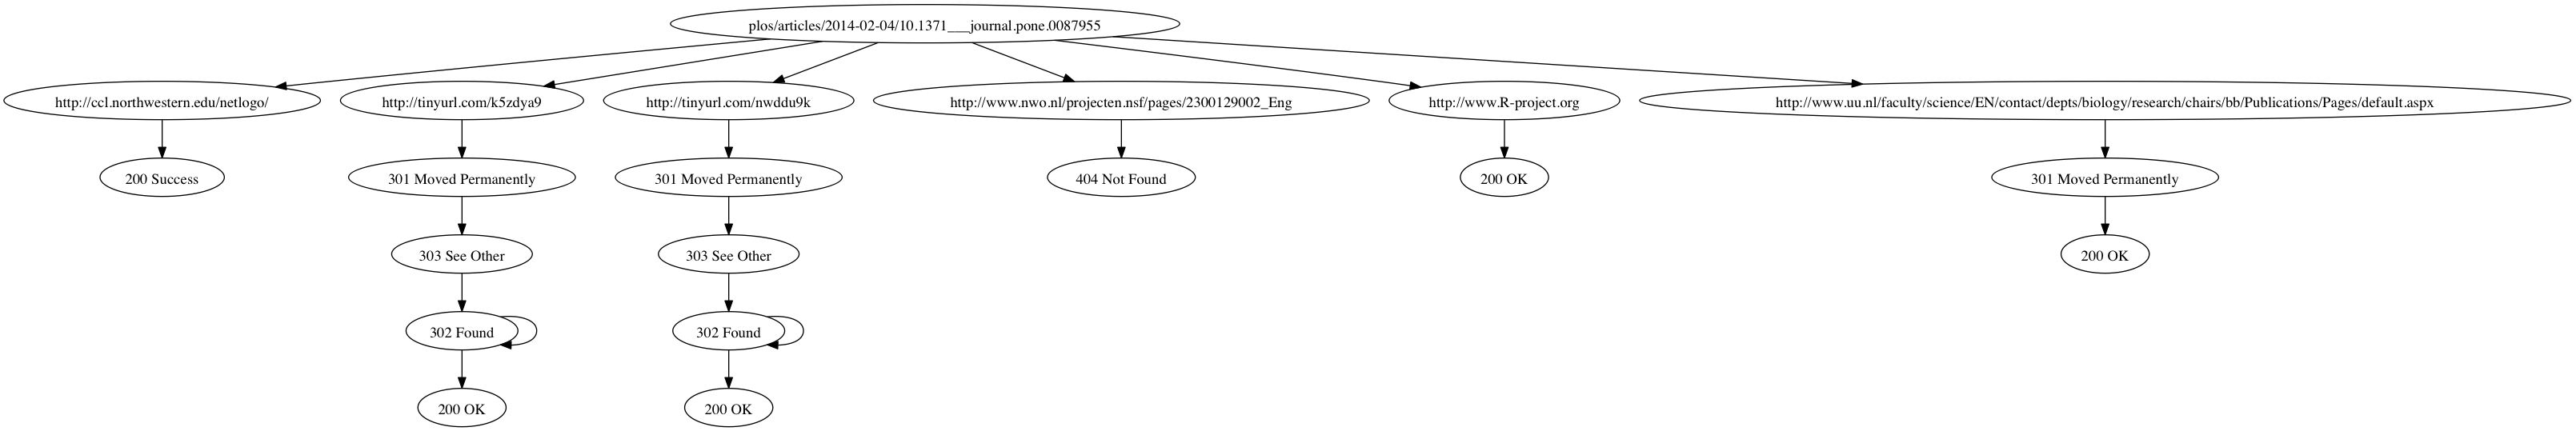 plos/articles/2014-02-04/10.1371___journal.pone.0087955
http://ccl.northwestern.edu/netlogo/
http://tinyurl.com/k5zdya9
http://tinyurl.com/nwddu9k
http://www.nwo.nl/projecten.nsf/pages/2300129002_Eng
http://www.R-project.org
http://www.uu.nl/faculty/science/EN/contact/depts/biology/research/chairs/bb/Publications/Pages/default.aspx
200 Success
301 Moved Permanently
301 Moved Permanently
404 Not Found
200 OK
301 Moved Permanently
303 See Other
303 See Other
200 OK
302 Found
302 Found
200 OK
200 OK